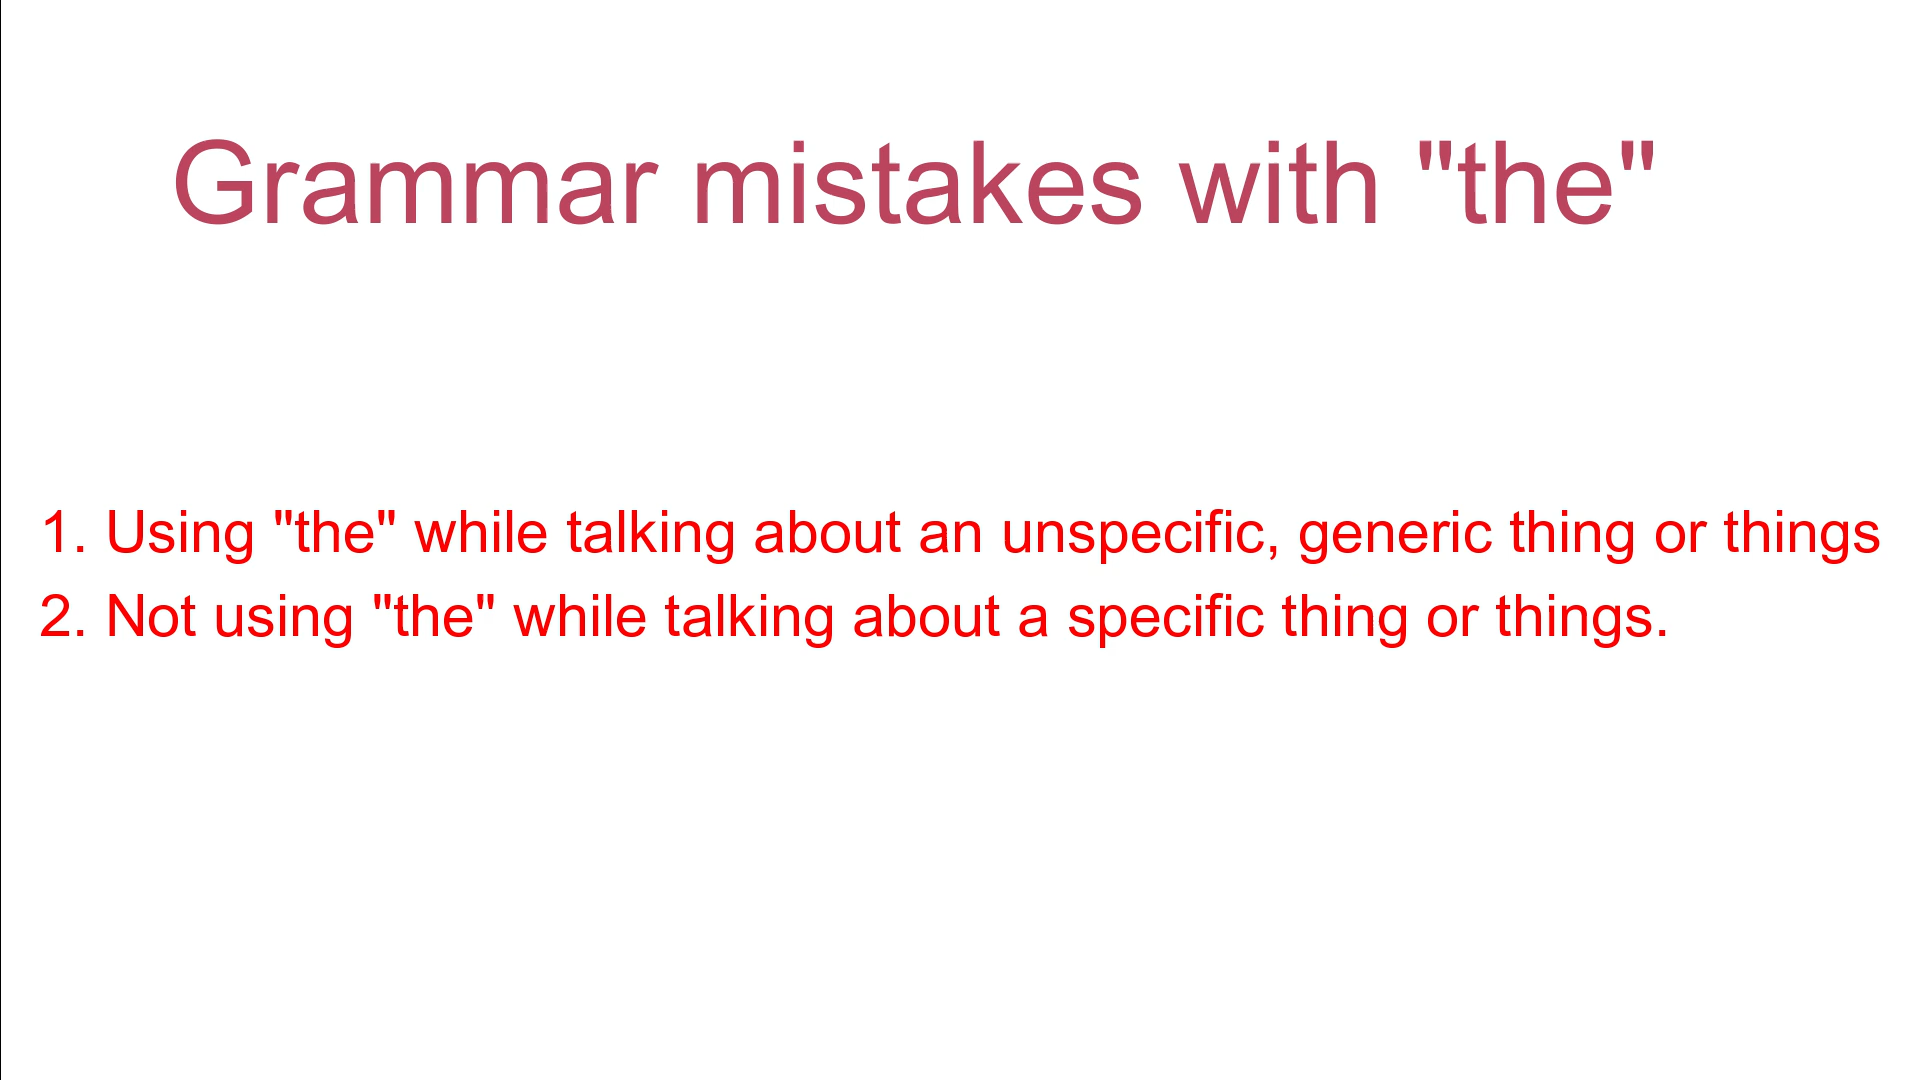 Grammar mistakes with "the"
1. Using "the" while talking about an unspecific, generic thing or things
2. Not using "the" while talking about a specific thing or things.